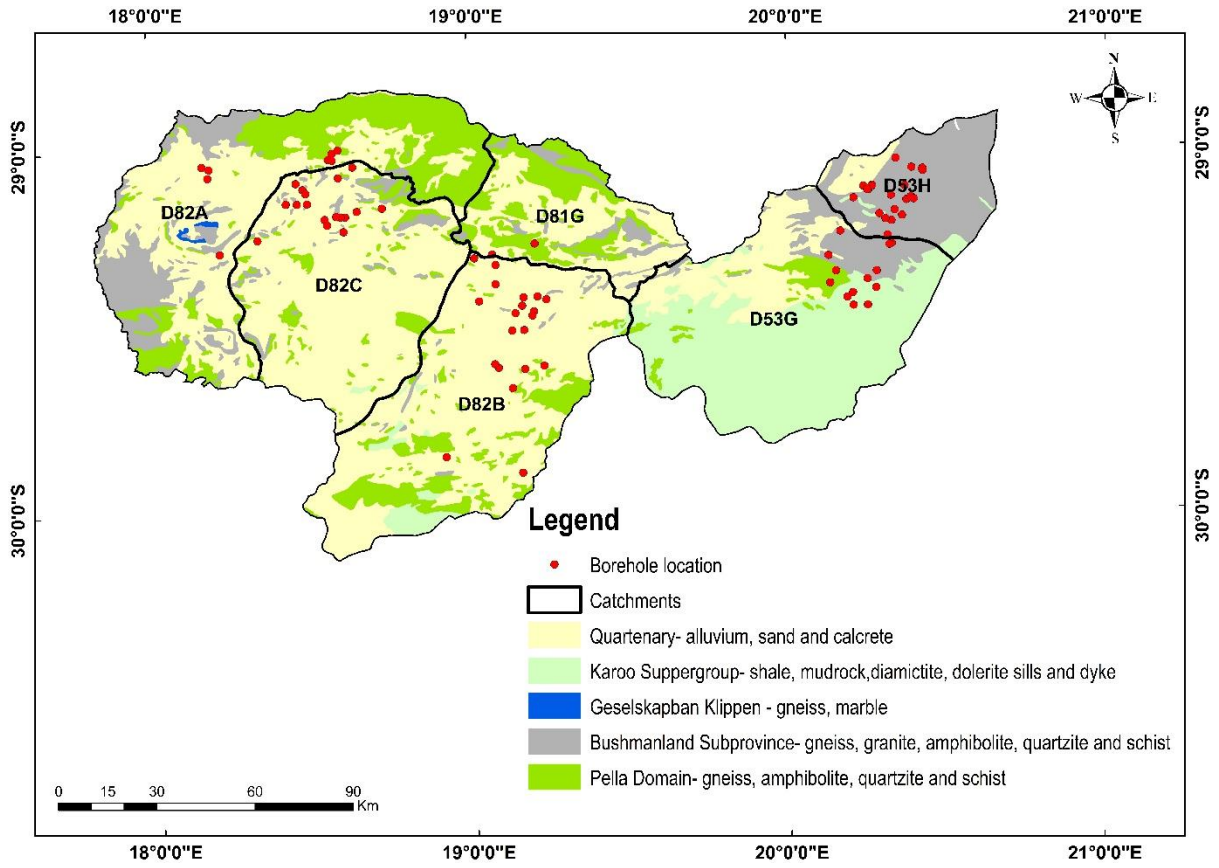 18°0'0"E 19°0'0"E 20°0'0"E 21°0'0"E
N
W E
S
29°0'0"S 29°0'0"S
D53H
D82A
D81G
D82C
D53G
D82B
30°0'0"S 30°0'0"S
Legend
Borehole location
Catchments
Quartenary- alluvium, sand and calcrete
Karoo Suppergroup- shale, mudrock,diamictite, dolerite sills and dyke
Geselskapban Klippen - gneiss, marble
Bushmanland Subprovince- gneiss, granite, amphibolite, quartzite and schist
Pella Domain- gneiss, amphibolite, quartzite and schist
0 15 30 60 90
Km
18°0'0"E 19°0'0"E 20°0'0"E 21°0'0"E